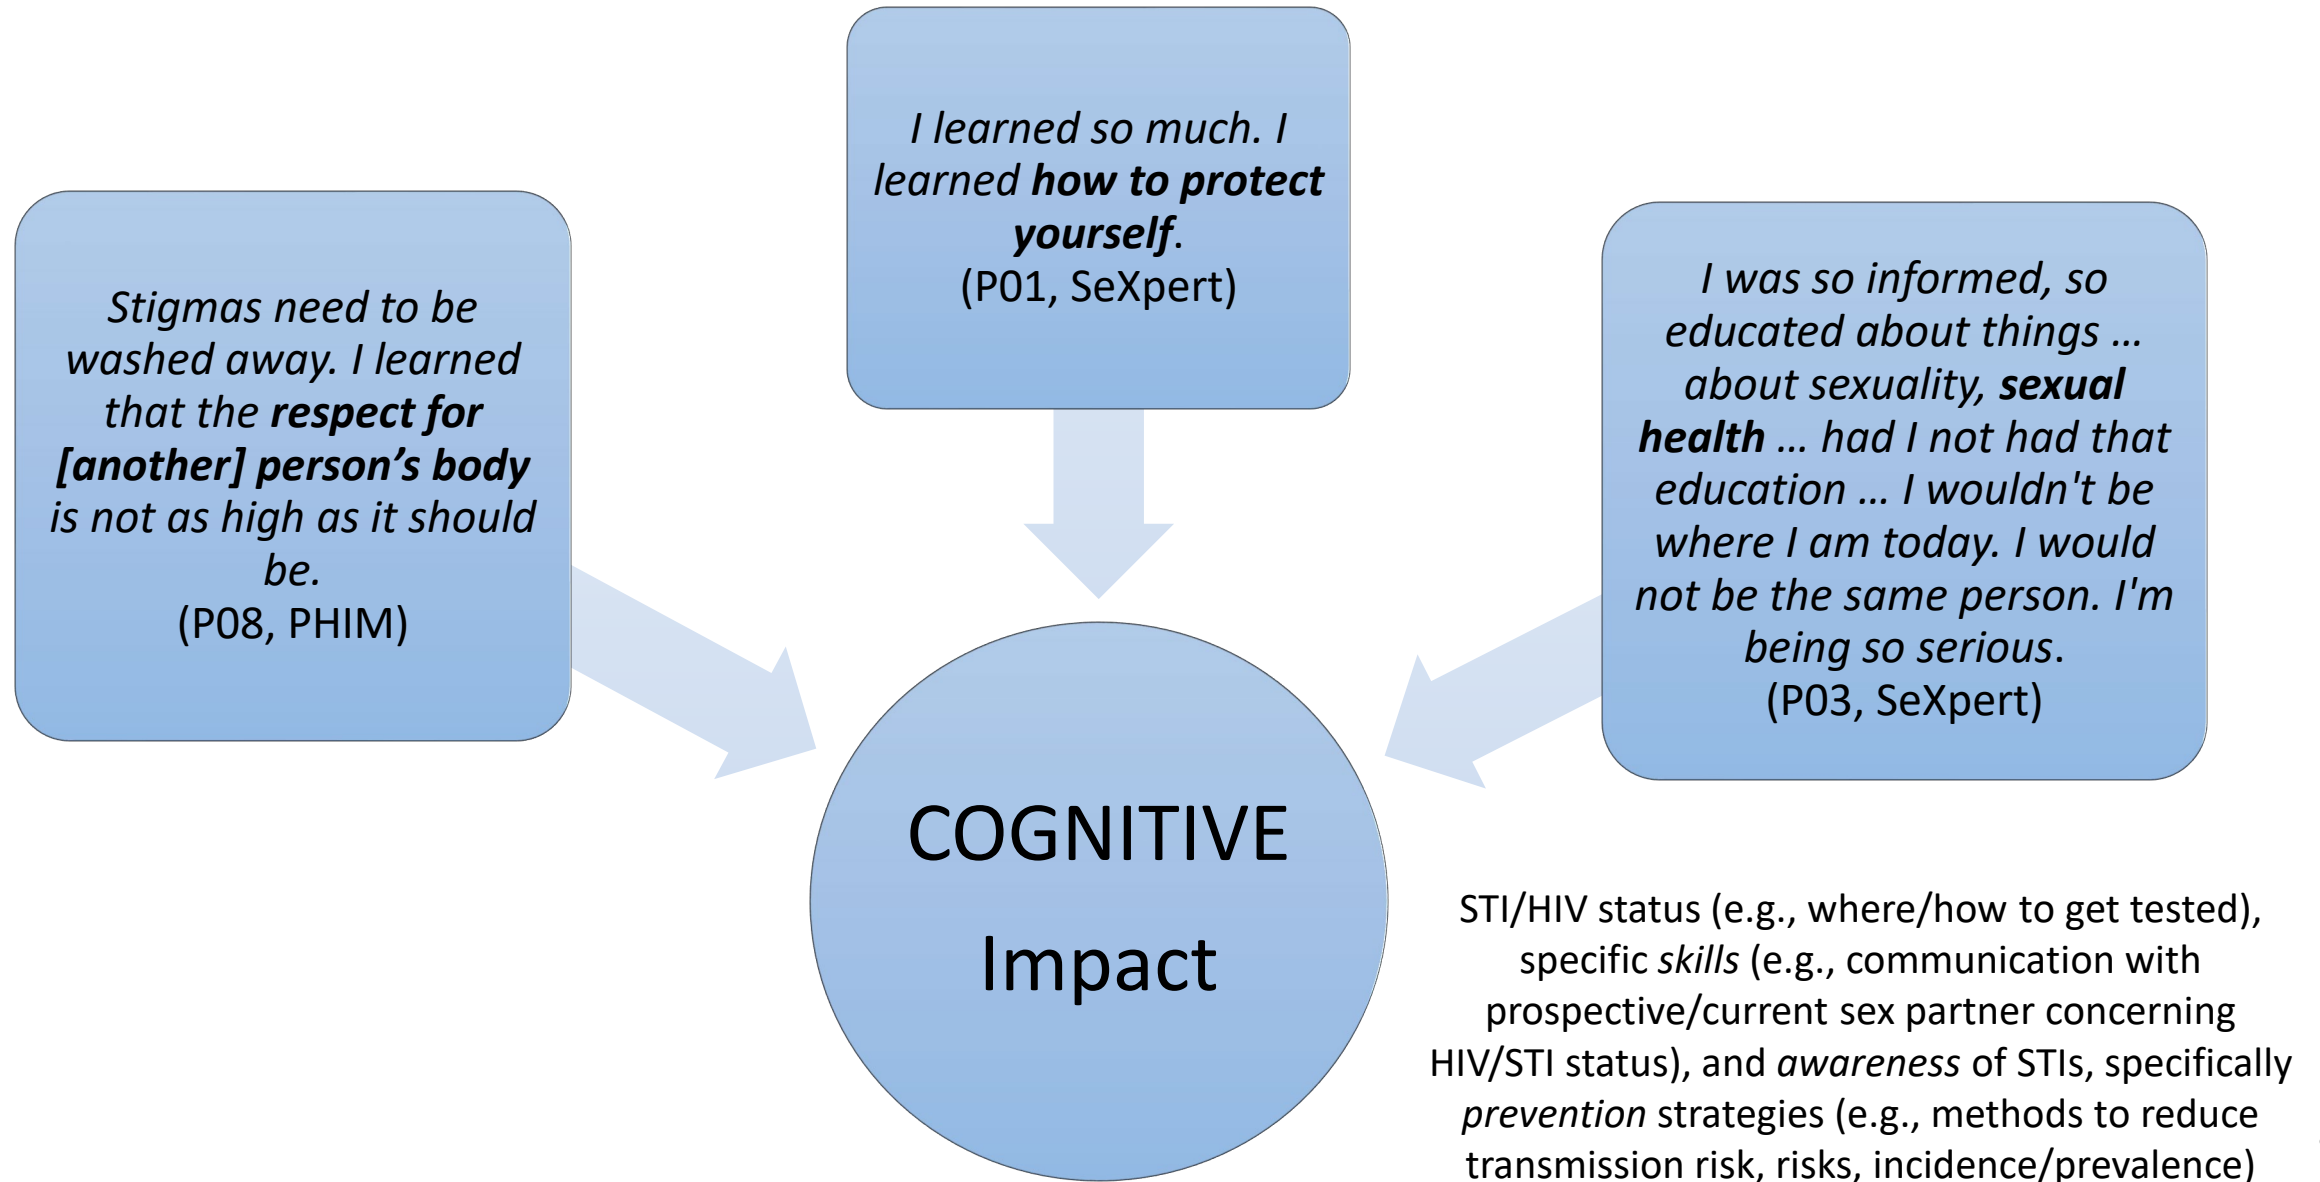 Stigmas need to be
washed away. I learned
that the respect for
[another] person’s body
is not as high as it should
be.
(P08, PHIM)
I learned so much. I
learned how to protect
yourself.
(P01, SeXpert)
I was so informed, so
educated about things ...
about sexuality, sexual
health ... had I not had that
education ... I wouldn't be
where I am today. I would
not be the same person. I'm
being so serious.
(P03, SeXpert)
COGNITIVE
Impact
STI/HIV status (e.g., where/how to get tested),
specific skills (e.g., communication with
prospective/current sex partner concerning
HIV/STI status), and awareness of STIs, specifically
prevention strategies (e.g., methods to reduce
transmission risk, risks, incidence/prevalence)